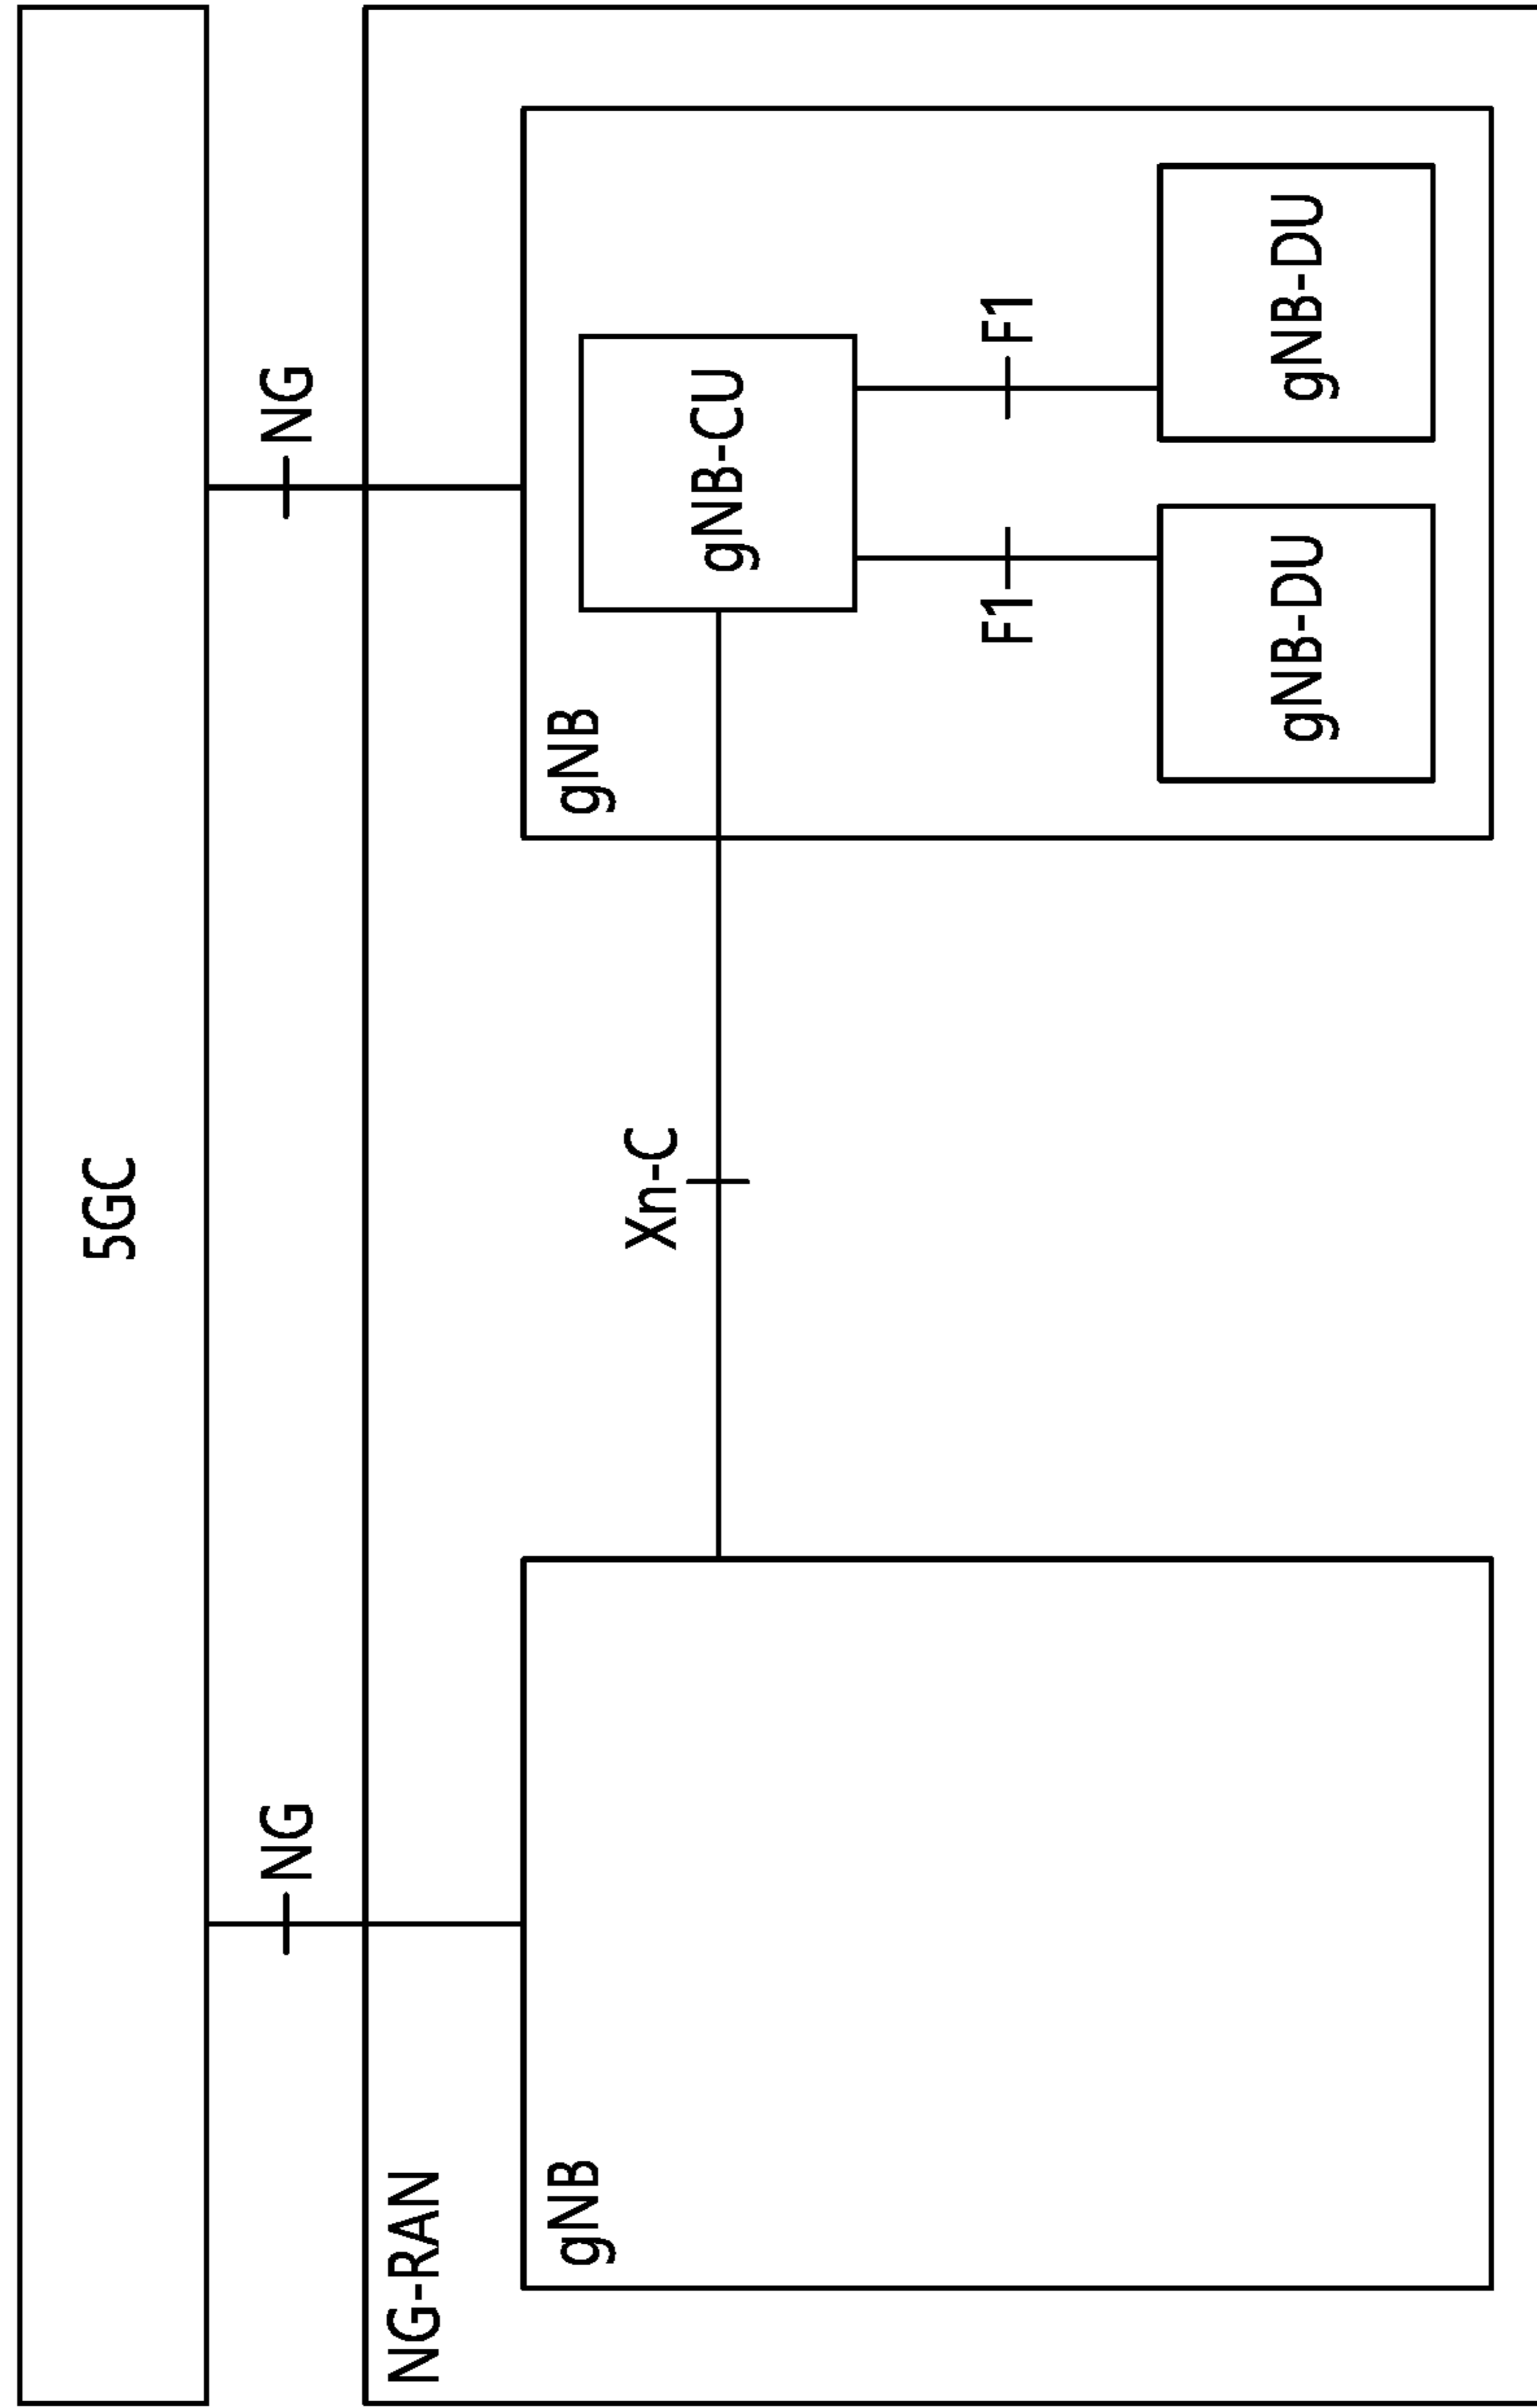 5GC
NG
NG
NG-RAN
gNB
Xn-C
gNB
gNB-CU
F1
F1
gNB-DU
gNB-DU